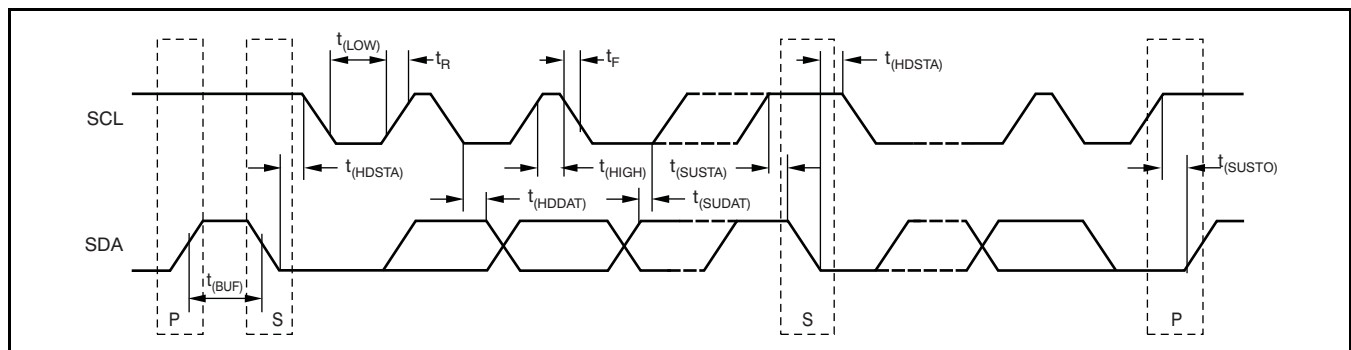 t(LOW)
tR
tF
t(HDSTA)
SCL
t(HDSTA)
t(HIGH)
t(SUSTA)
t(SUSTO)
t(HDDAT)
t(SUDAT)
SDA
t(BUF)
P
S
S
P